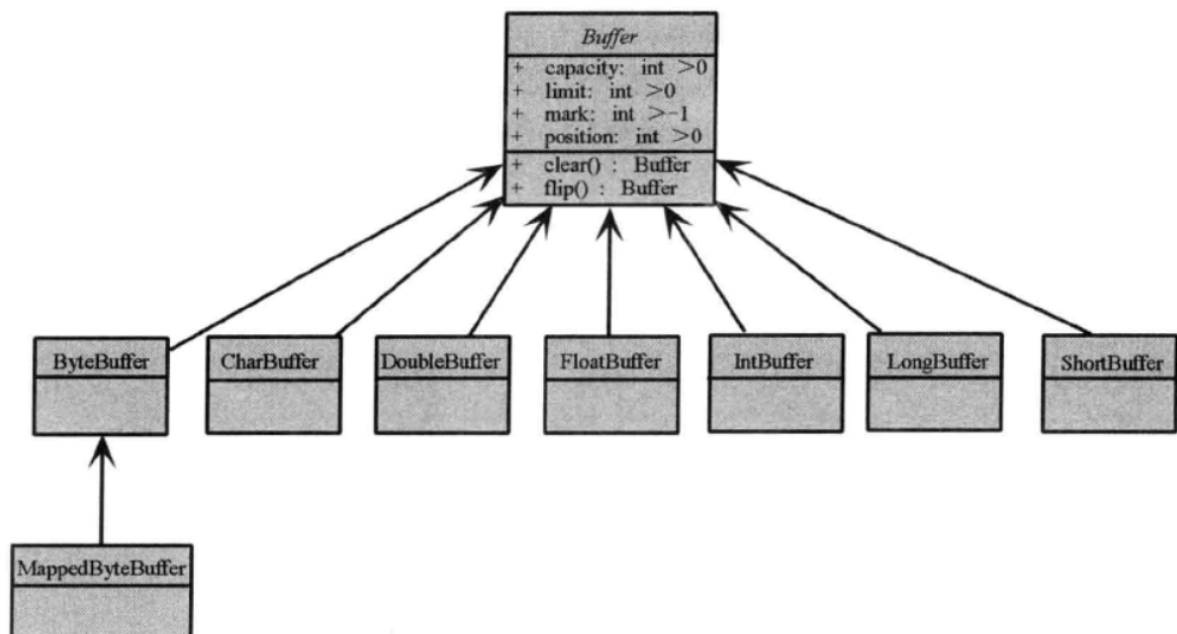 Buffer
+ capacity: int >0
+ limit: int >0
+ mark: int >-1
+ position: int >0
+ clear() : Buffer
+ flip() : Buffer
ByteBuffer CharBuffer DoubleBuffer FloatBuffer IntBuffer LongBuffer ShortBuffer
MappedByteBuffer